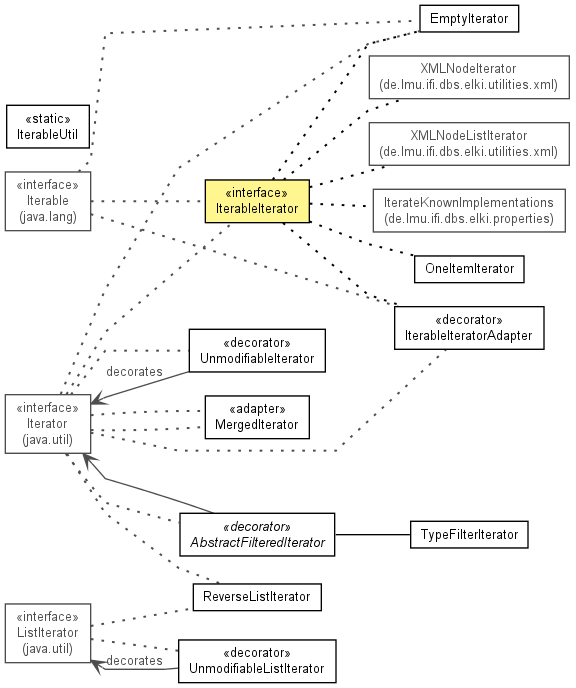 EmptyIterator
XMLNodeIterator
(de.lmu.ifi.dbs.elki.utilities.xml)
«static»
IterableUtil
XMLNodeListIterator
(de.lmu.ifi.dbs.elki.utilities.xml)
«interface»
Iterable
(java.lang)
«interface»
IterableIterator
IterateKnownImplementations
(de.lmu.ifi.dbs.elki.properties)
OneItemIterator
«decorator»
IterableIteratorAdapter
«decorator»
UnmodifiableIterator
decorates
«interface»
Iterator
(java.util)
«adapter»
MergedIterator
«decorator»
AbstractFilteredIterator
TypeFilterIterator
ReverseListIterator
«interface»
ListIterator
(java.util)
decorates
«decorator»
UnmodifiableListIterator